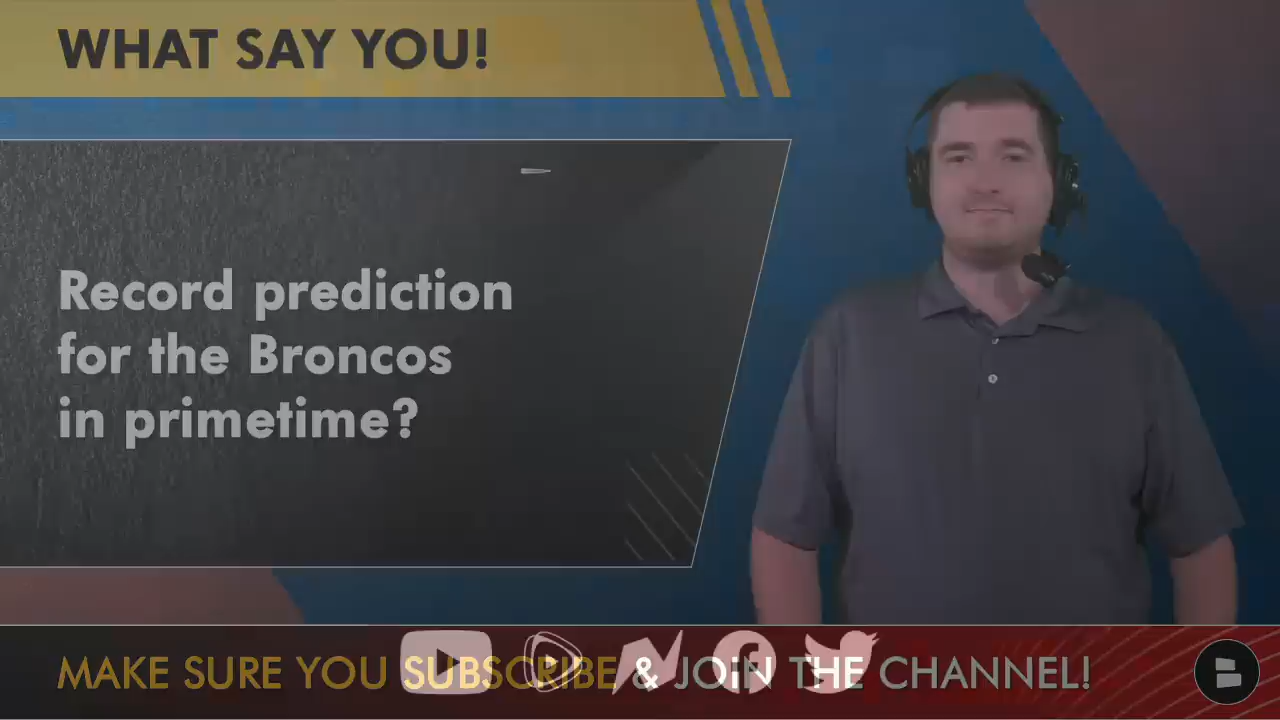 WHAT SAY YOU!
Record prediction
for the Broncos
in primetime?
MAKE SURE YOU SUBSCRIBE & JOIN THE CHANNEL!